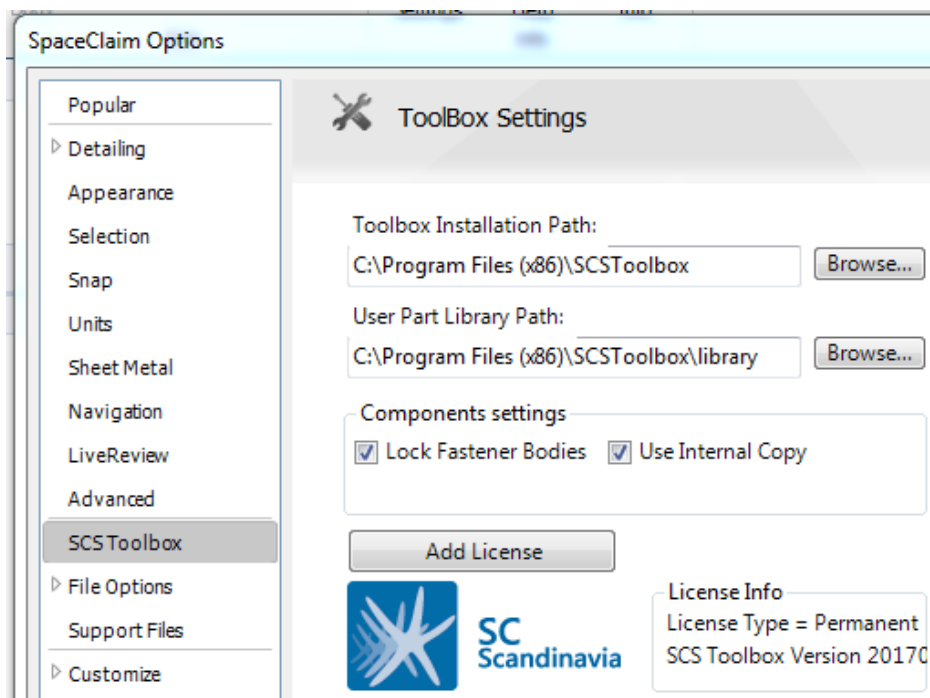 SpaceClaim Options
Popular
Detailing
Appearance
Selection
Snap
Units
Sheet Metal
Navigation
LiveReview
Advanced
SCS Toolbox
File Options
Support Files
Customize
ToolBox Settings
Toolbox Installation Path:
C:\Program Files (x86)\SCSToolbox
Browse...
User Part Library Path:
C:\Program Files (x86)\SCSToolbox\library
Browse...
Components settings
Lock Fastener Bodies Use Internal Copy
Add License
SC
Scandinavia
License Info
License Type = Permanent
SCS Toolbox Version 20170